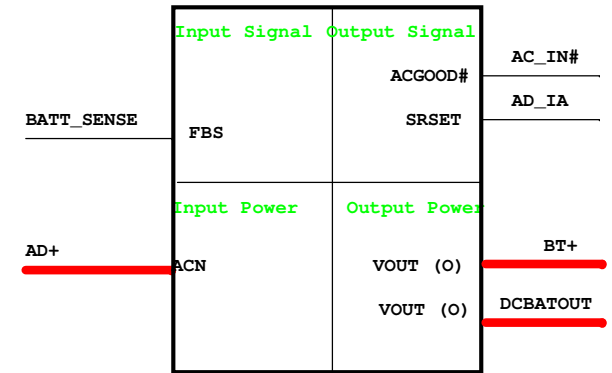 Input Signal Output Signal
AC_IN#
ACGOOD#
AD_IA
BATT_SENSE
SRSET
FBS
Input Power Output Power
AD+
BT+
ACN
VOUT (O)
DCBATOUT
VOUT (O)